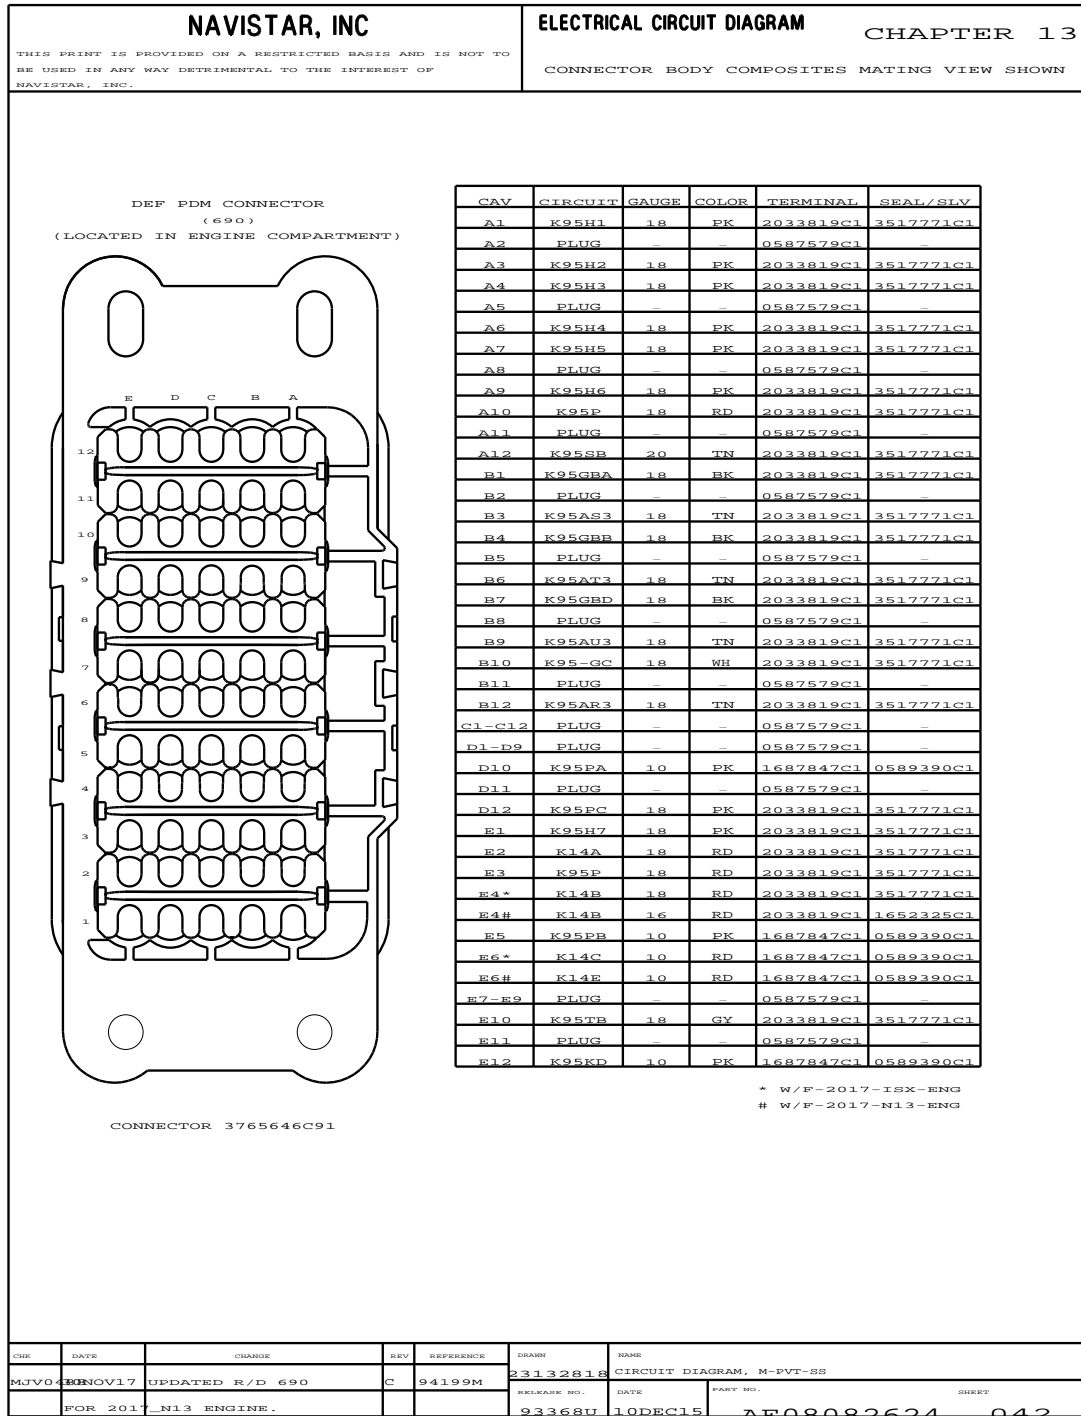 NAVISTAR, INC
THIS PRINT IS PROVIDED ON A RESTRICTED BASIS AND IS NOT TO
BE USED IN ANY WAY DETRIMENTAL TO THE INTEREST OF
NAVISTAR, INC.
ELECTRICAL CIRCUIT DIAGRAM
CHAPTER 13
CONNECTOR BODY COMPOSITES MATING VIEW SHOWN
DEF PDM CONNECTOR
(690)
(LOCATED IN ENGINE COMPARTMENT)
E D C B A
12
11
10
9
8
7
6
5
4
3
2
1
CONNECTOR 3765646C91
CAV CIRCUIT GAUGE COLOR TERMINAL SEAL/SLV
A1 K95H1 18 PK 2033819C1 3517771C1
A2 PLUG – – 0587579C1 –
A3 K95H2 18 PK 2033819C1 3517771C1
A4 K95H3 18 PK 2033819C1 3517771C1
A5 PLUG – – 0587579C1 –
A6 K95H4 18 PK 2033819C1 3517771C1
A7 K95H5 18 PK 2033819C1 3517771C1
A8 PLUG – – 0587579C1 –
A9 K95H6 18 PK 2033819C1 3517771C1
A10 K95P 18 RD 2033819C1 3517771C1
A11 PLUG – – 0587579C1 –
A12 K95SB 20 TN 2033819C1 3517771C1
B1 K95GBA 18 BK 2033819C1 3517771C1
B2 PLUG – – 0587579C1 –
B3 K95AS3 18 TN 2033819C1 3517771C1
B4 K95GBB 18 BK 2033819C1 3517771C1
B5 PLUG – – 0587579C1 –
B6 K95AT3 18 TN 2033819C1 3517771C1
B7 K95GBD 18 BK 2033819C1 3517771C1
B8 PLUG – – 0587579C1 –
B9 K95AU3 18 TN 2033819C1 3517771C1
B10 K95-GC 18 WH 2033819C1 3517771C1
B11 PLUG – – 0587579C1 –
B12 K95AR3 18 TN 2033819C1 3517771C1
C1-C12 PLUG – – 0587579C1 –
D1-D9 PLUG – – 0587579C1 –
D10 K95PA 10 PK 1687847C1 0589390C1
D11 PLUG – – 0587579C1 –
D12 K95PC 18 PK 2033819C1 3517771C1
E1 K95H7 18 PK 2033819C1 3517771C1
E2 K14A 18 RD 2033819C1 3517771C1
E3 K95P 18 RD 2033819C1 3517771C1
E4* K14B 18 RD 2033819C1 3517771C1
E4# K14B 16 RD 2033819C1 1652325C1
E5 K95PB 10 PK 1687847C1 0589390C1
E6* K14C 10 RD 1687847C1 0589390C1
E6# K14E 10 RD 1687847C1 0589390C1
E7-E9 PLUG – – 0587579C1 –
E10 K95TB 18 GY 2033819C1 3517771C1
E11 PLUG – – 0587579C1 –
E12 K95KD 10 PK 1687847C1 0589390C1
* W/F-2017-ISX-ENG
# W/F-2017-N13-ENG
CHK DATE CHANGE REV REFERENCE
UPDATED R/D 690 C 94199M
FOR 2017_N13 ENGINE.
DRAWN
23132818
NAME
CIRCUIT DIAGRAM, M-PVT-SS
RELEASE NO.
93368U
DATE
10DEC15
PART NO.
AF08082624
SHEET
042